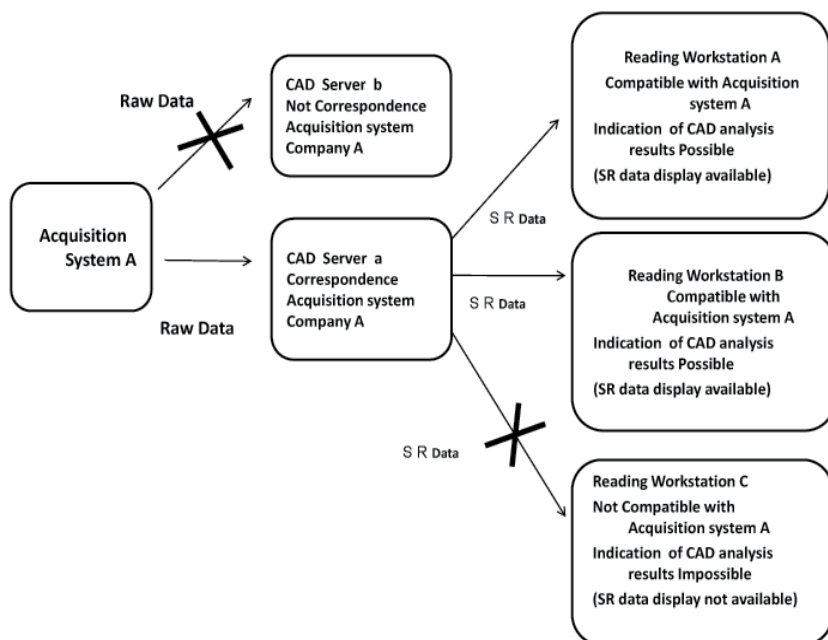 Raw Data
CAD Server b
Not Correspondence
Acquisition system
Company A
Acquisition
System A
Raw Data
CAD Server a
Correspondence
Acquisition system
Company A
S R Data
S R Data
S R Data
Reading Workstation A
Compatible with Acquisition
system A
Indication of CAD analysis
results Possible
(SR data display available)
Reading Workstation B
Compatible with
Acquisition system A
Indication of CAD analysis
results Possible
(SR data display available)
Reading Workstation C
Not Compatible with
Acquisition system A
Indication of CAD analysis
results Impossible
(SR data display not available)